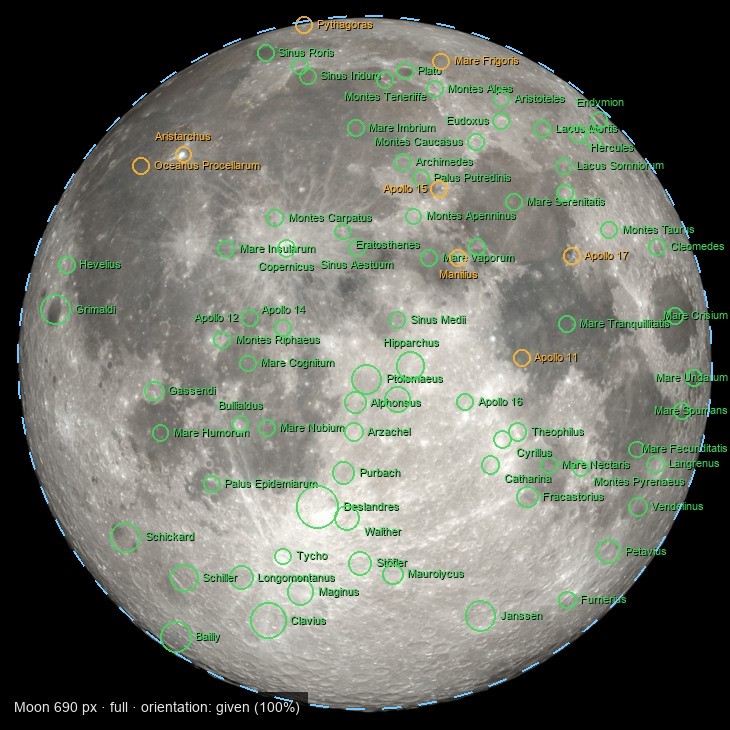 Pythagoras
Sinus Roris
Mare Frigoris
Sinus Iridum
Plato
Montes Alpes
Montes Teneriffe
Aristoteles
Endymion
Eudoxus
Mare Imbrium
Lacus Mortis
Aristarchus
Montes Caucasus
Hercules
Oceanus Procellarum
Archimedes
Lacus Somniorum
Palus Putredinis
Apollo 15
Mare Serenitatis
Montes Carpatus
Montes Apenninus
Montes Taurus
Mare Insularum
Eratosthenes
Cleomedes
Mare Vaporum
Apollo 17
Hevelius
Copernicus
Sinus Aestuum
Manilius
Grimaldi
Apollo 14
Apollo 12
Sinus Medii
Mare Crisium
Mare Tranquillitatis
Montes Riphaeus
Hipparchus
Mare Cognitum
Apollo 11
Ptolemaeus
Mare Undarum
Gassendi
Bullialdus
Alphonsus
Apollo 16
Mare Spumans
Mare Humorum
Mare Nubium
Arzachel
Theophilus
Mare Fecunditatis
Cyrillus
Mare Nectaris
Langrenus
Purbach
Catharina
Montes Pyrenaeus
Palus Epidemiarum
Fracastorius
Deslandres
Vendelinus
Walther
Schickard
Petavius
Tycho
Stöfler
Schiller
Longomontanus
Maurolycus
Maginus
Furnerius
Clavius
Janssen
Bailly
Moon 690 px · full · orientation: given (100%)